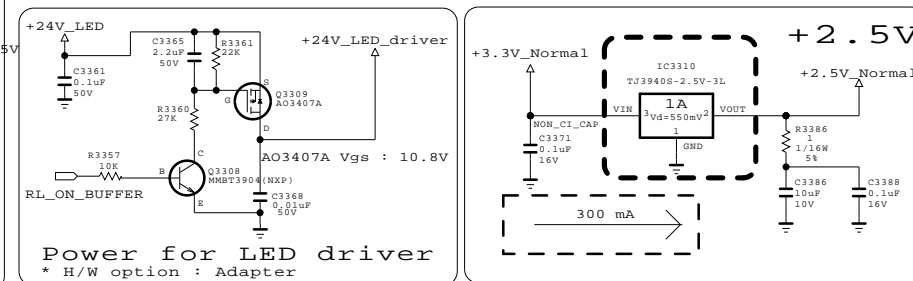 5V
+24V_LED
C3361
0.1uF
50V
C3365
2.2uF
50V
R3361
22K
+24V_LED_driver
S
G
D
Q3309
AO3407A
R3360
27K
AO3407A Vgs : 10.8V
R3357
10K
B
C
E
Q3308
MMBT3904(NXP)
RL_ON_BUFFER
C3368
0.01uF
50V
Power for LED driver
* H/W option : Adapter
+2.5V
+3.3V_Normal
IC3310
TJ3940S-2.5V-3L
+2.5V_Normal
VIN
3
1A
Vd=550mV
2
VOUT
1
GND
NON_CI_CAP
C3371
0.1uF
16V
R3386
1
1/16W
5%
C3386
10uF
10V
C3388
0.1uF
16V
300 mA